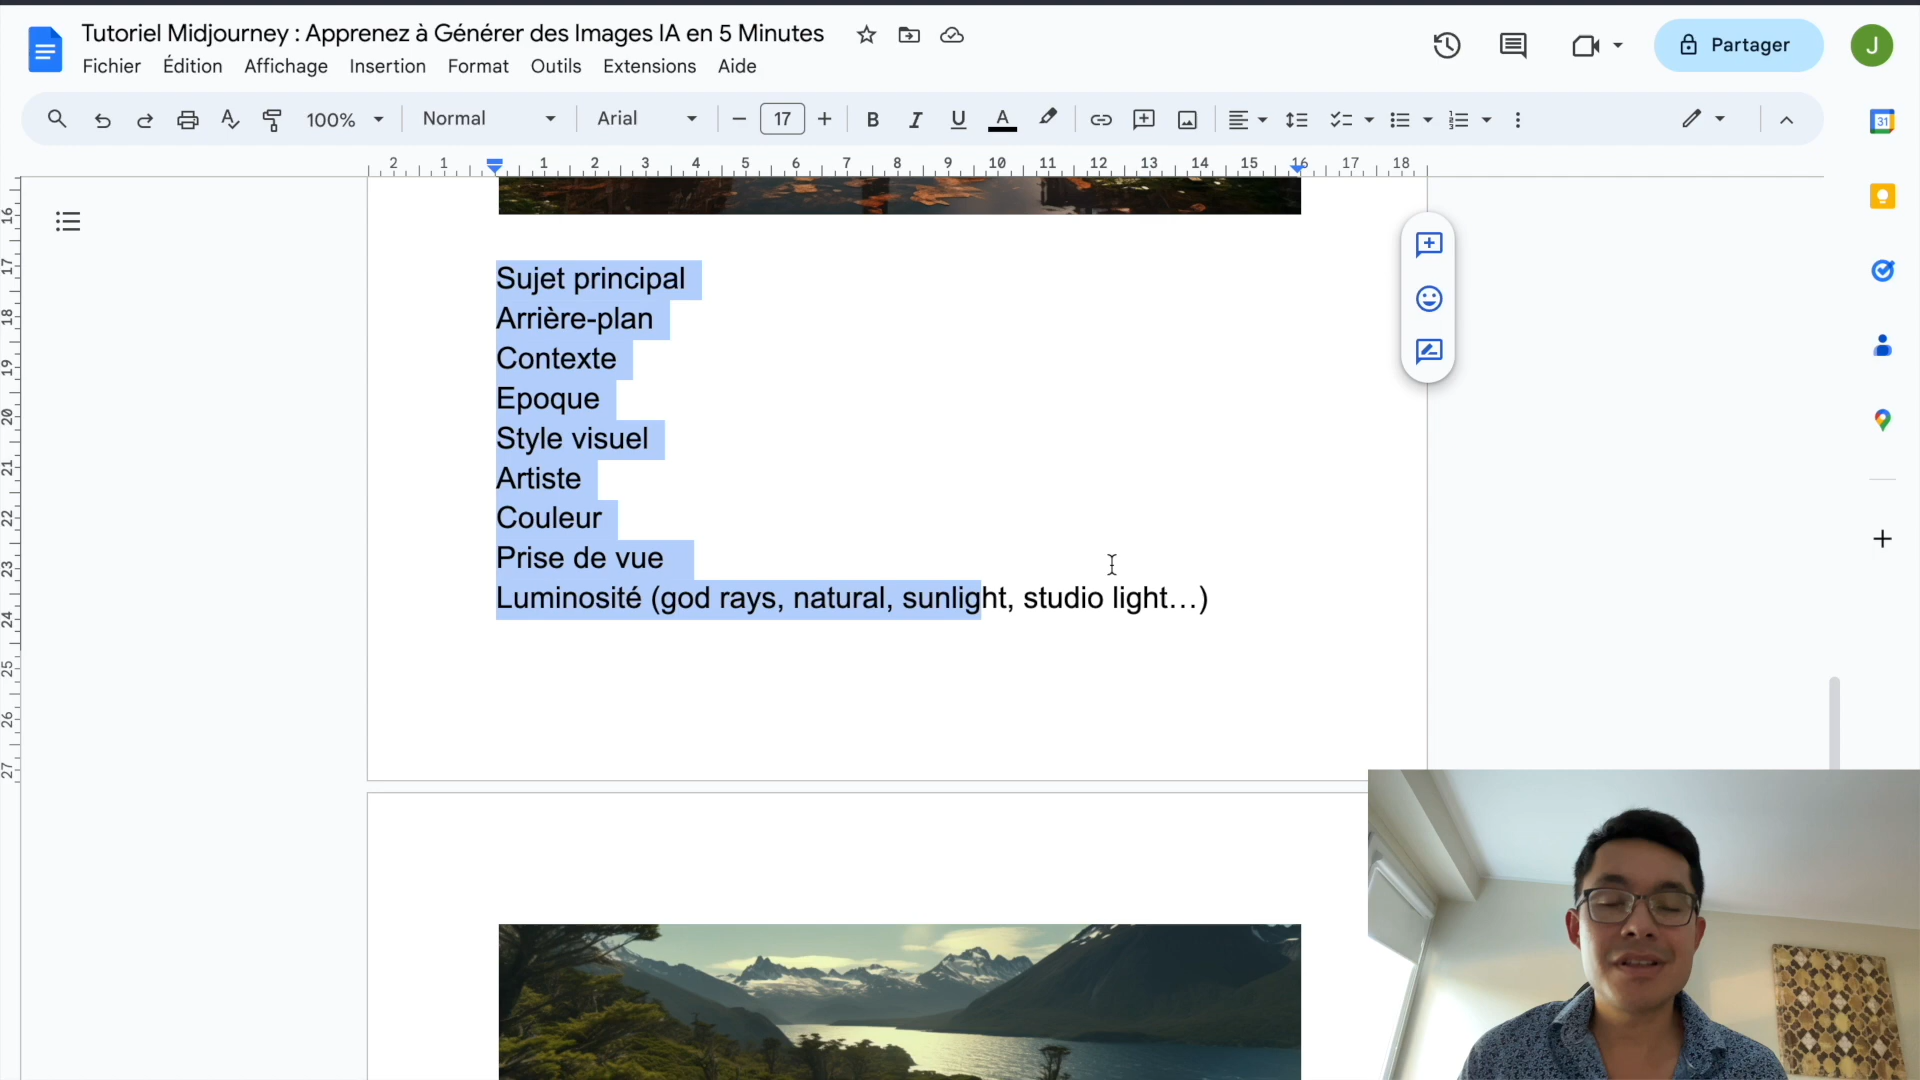 Tutoriel Midjourney : Apprenez à Générer des Images IA en 5 Minutes
Fichier Édition Affichage Insertion Format Outils Extensions Aide
Partager
J
100% Normal Arial 17
31
2 1 1 2 3 4 5 6 7 8 9 10 11 12 13 14 15 16 17 18
16
17
18
19
20
21
22
23
24
25
26
27
Sujet principal
Arrière-plan
Contexte
Epoque
Style visuel
Artiste
Couleur
Prise de vue
Luminosité (god rays, natural, sunlight, studio light…)